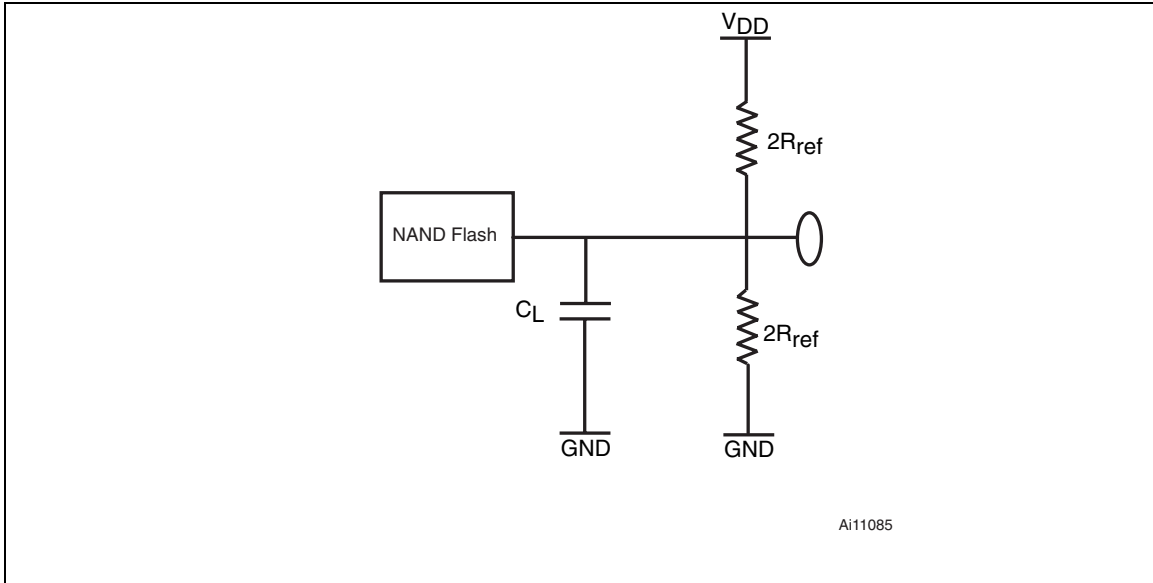 VDD
2Rref
NAND Flash
CL
2Rref
GND
GND
Ai11085